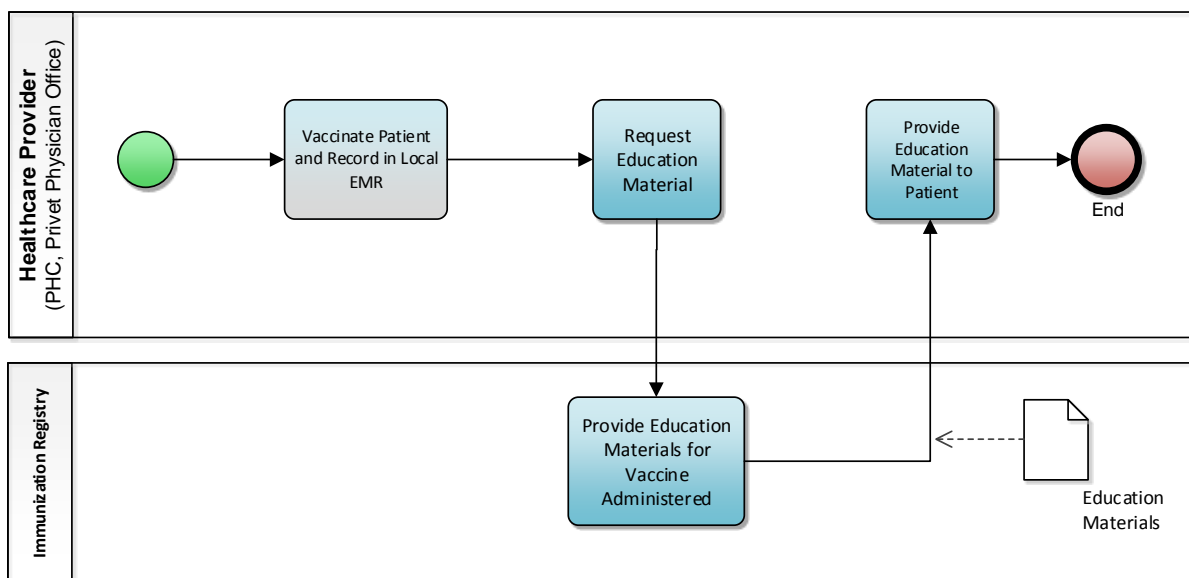 Healthcare Provider
(PHC, Privet Physician Office)
Vaccinate Patient
and Record in Local
EMR
Request
Education
Material
Provide
Education
Material to
Patient
End
Immunization Registry
Provide Education
Materials for
Vaccine
Administered
Education
Materials